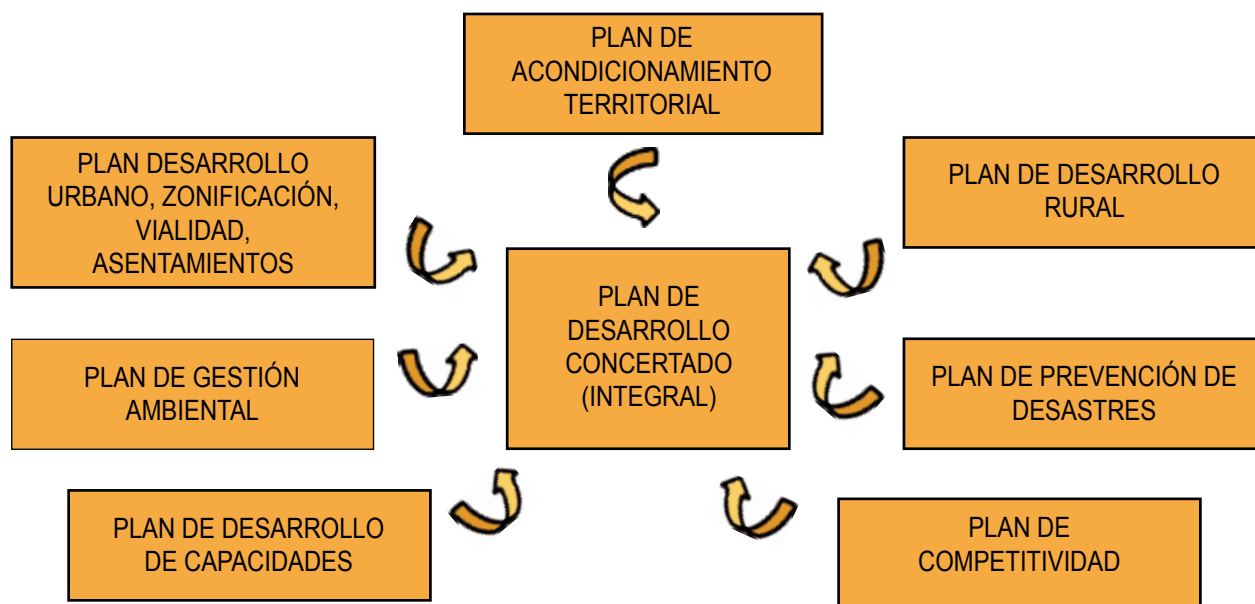 PLAN DE
ACONDICIONAMIENTO
TERRITORIAL
PLAN DESARROLLO
URBANO, ZONIFICACIÓN,
VIALIDAD,
ASENTAMIENTOS
PLAN DE DESARROLLO
RURAL
PLAN DE
DESARROLLO
CONCERTADO
(INTEGRAL)
PLAN DE GESTIÓN
AMBIENTAL
PLAN DE PREVENCIÓN DE
DESASTRES
PLAN DE DESARROLLO
DE CAPACIDADES
PLAN DE
COMPETITIVIDAD